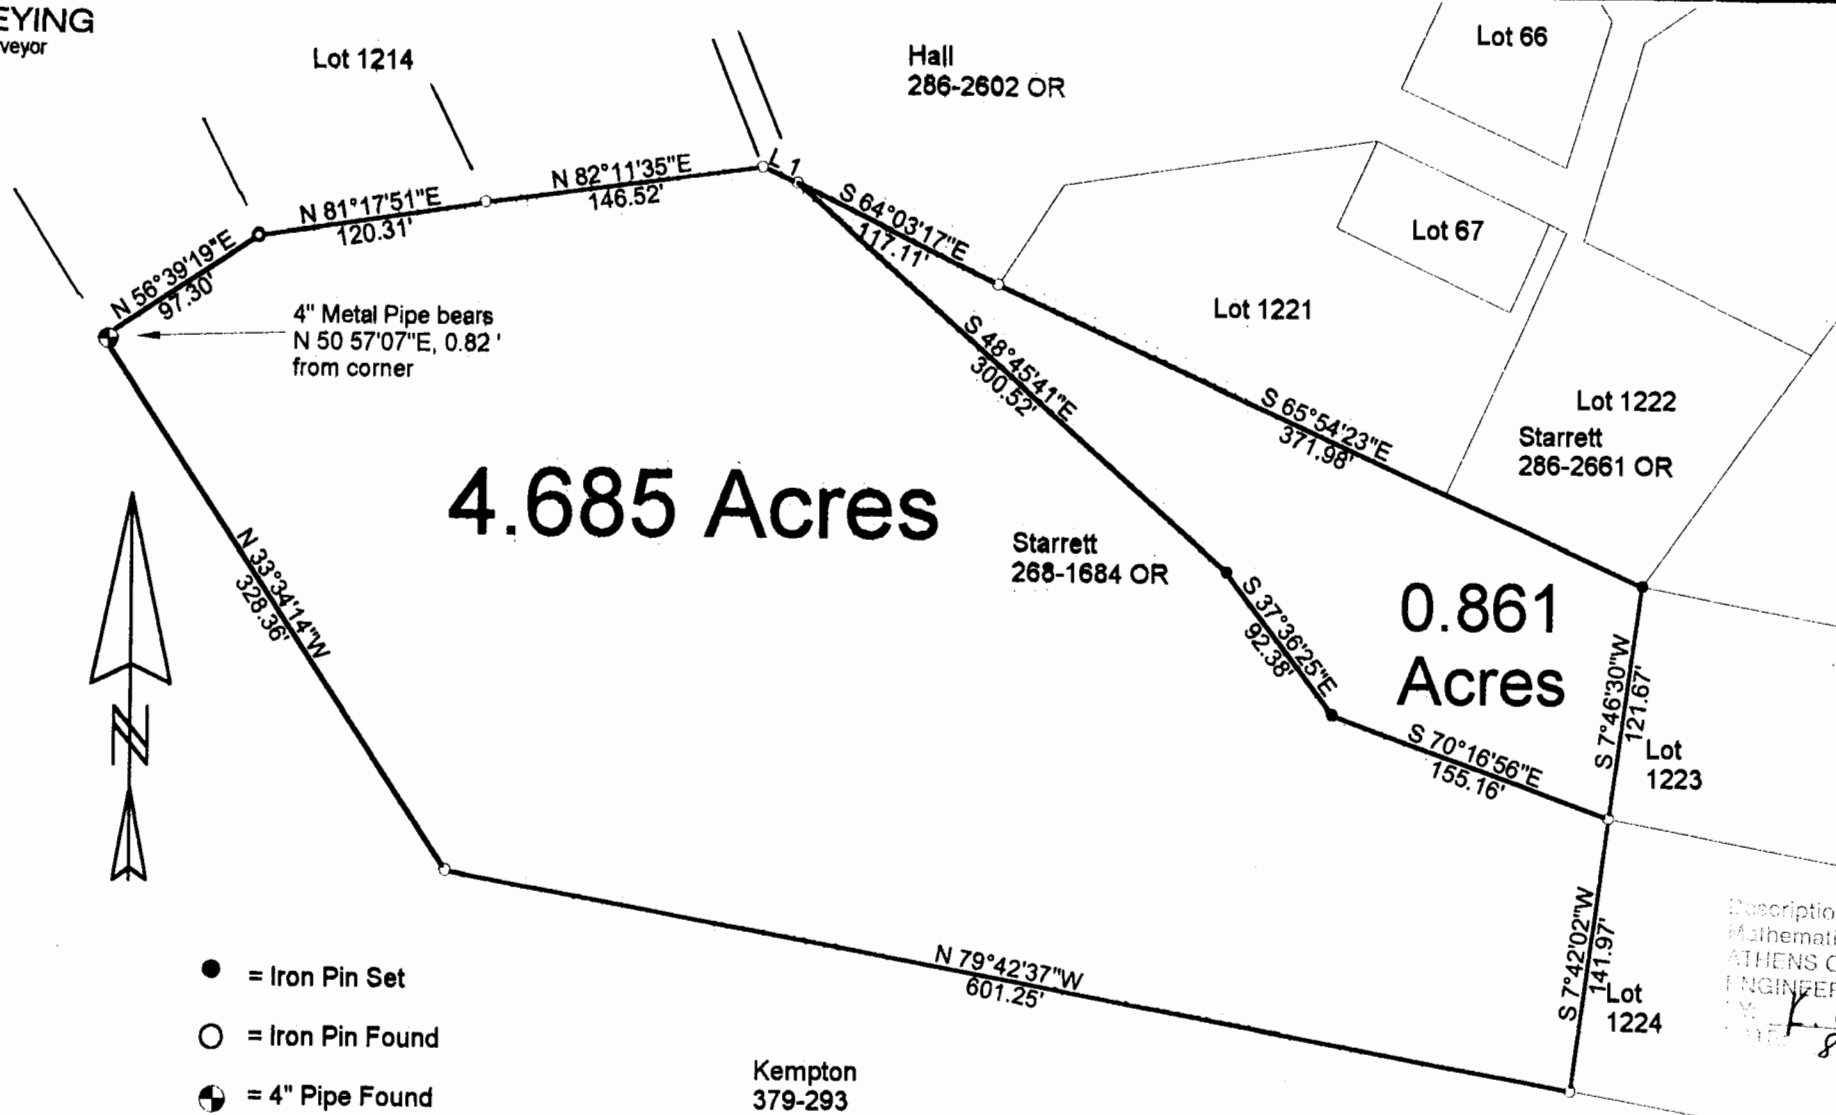 EYING
veyor
Lot 1214
Hall
286-2602 OR
Lot 66
L 1
N 82°11'35"E
146.52'
N 81°17'51"E
120.31'
S 64°03'17"E
117.11'
Lot 67
N 56°39'19"E
97.30'
4" Metal Pipe bears
N 50 57'07"E, 0.82 '
from corner
Lot 1221
S 48°45'41"E
300.52'
S 65°54'23"E
371.98'
Lot 1222
Starrett
286-2661 OR
4.685 Acres
N 33°34'14"W
328.36'
Starrett
268-1684 OR
S 37°36'25"E
92.38'
0.861
Acres
S 7°46'30"W
121.67'
N
S 70°16'56"E
155.16'
Lot
1223
N 79°42'37"W
601.25'
S 7°42'02"W
141.97'
Lot
1224
Descriptio
Mathemati
ATHENS C
ENGINEER
= Iron Pin Set
= Iron Pin Found
= 4" Pipe Found
Kempton
379-293